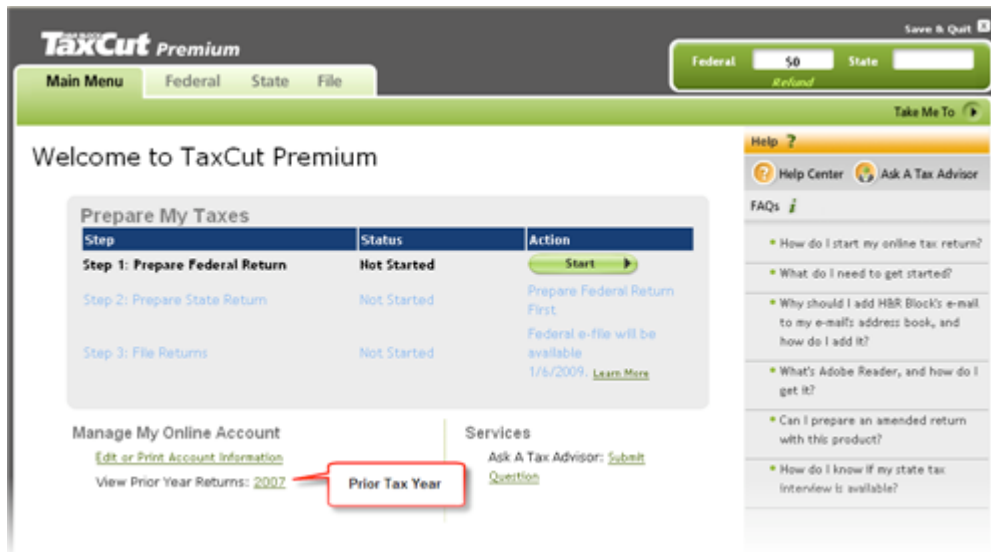 Save & Quit
H&R BLOCK
TaxCut Premium
Federal $0 State
Refund
Main Menu Federal State File
Take Me To
Welcome to TaxCut Premium
Prepare My Taxes
Step Status Action
Step 1: Prepare Federal Return Not Started Start
Step 2: Prepare State Return Not Started Prepare Federal Return
First
Step 3: File Returns Not Started Federal e-file will be
available
1/6/2009. Learn More
Manage My Online Account
Edit or Print Account Information
View Prior Year Returns: 2007
Prior Tax Year
Services
Ask A Tax Advisor: Submit
Question
Help ?
Help Center Ask A Tax Advisor
FAQs i
How do I start my online tax return?
What do I need to get started?
Why should I add H&R Block's e-mail
to my e-mail's address book, and
how do I add it?
What's Adobe Reader, and how do I
get it?
Can I prepare an amended return
with this product?
How do I know if my state tax
interview is available?